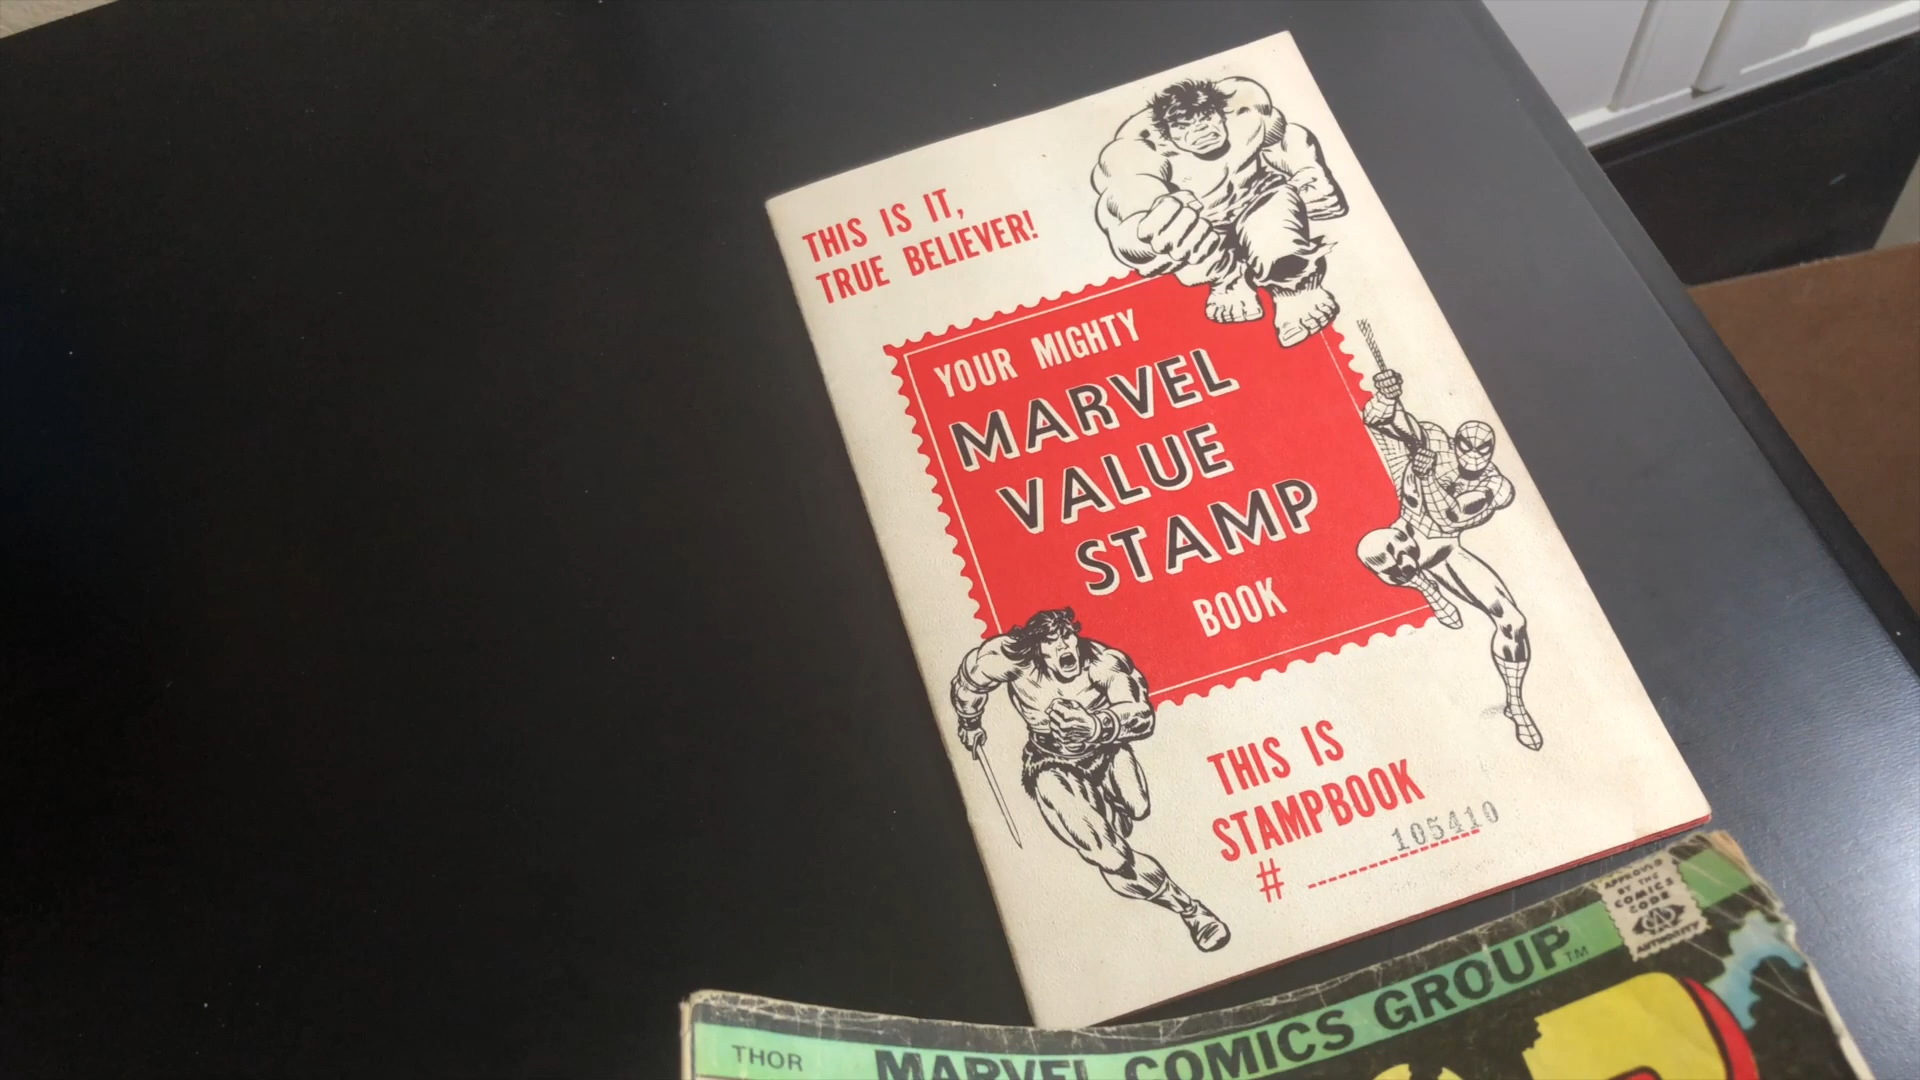 THIS IS IT,
TRUE BELIEVER!
YOUR MIGHTY
MARVEL
VALUE
STAMP
BOOK
THIS IS
STAMPBOOK
# 105410
APPROVED
BY THE
COMICS
CODE
CA
AUTHORITY
MARVEL COMICS GROUP TM
THOR